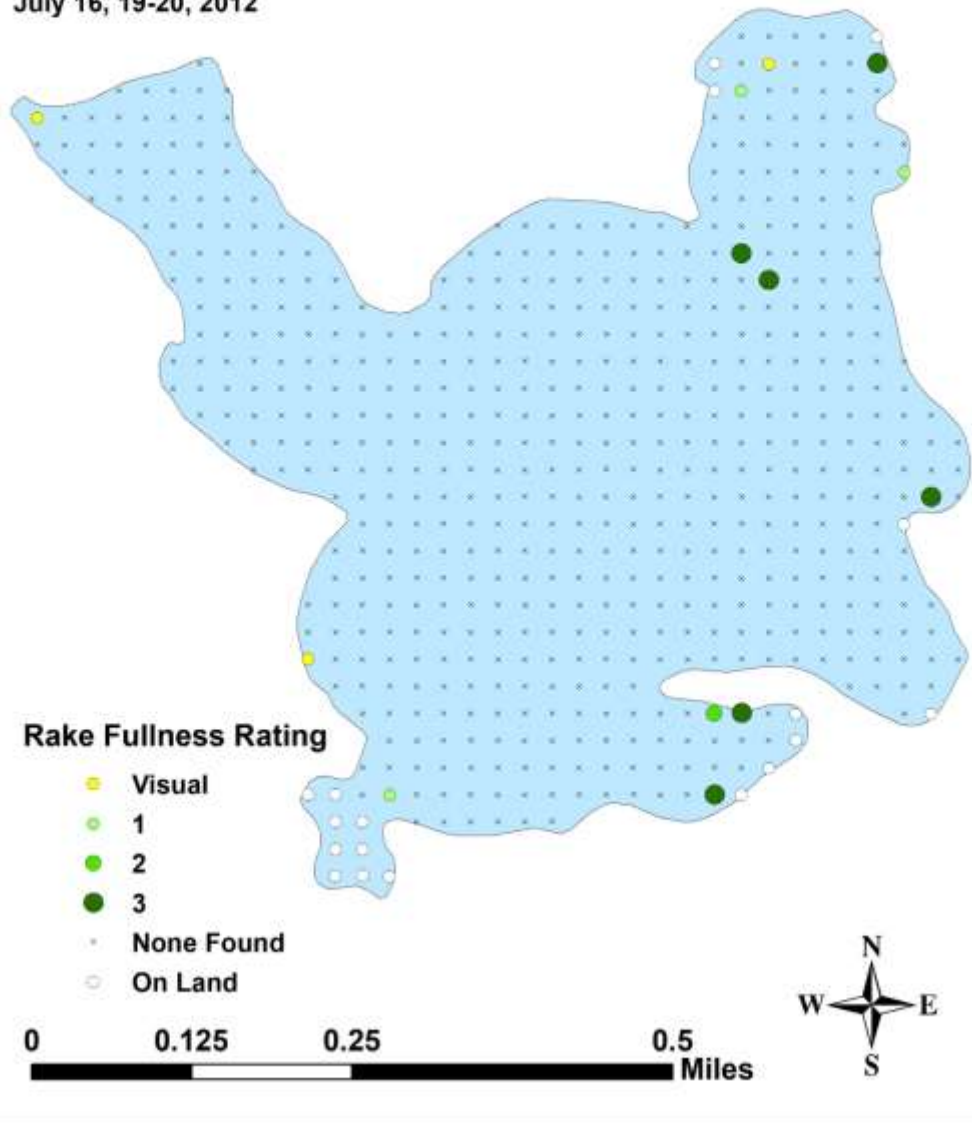 July 16, 19-20, 2012
Rake Fullness Rating
Visual
1
2
3
None Found
On Land
N
W E
S
0 0.125 0.25 0.5
Miles